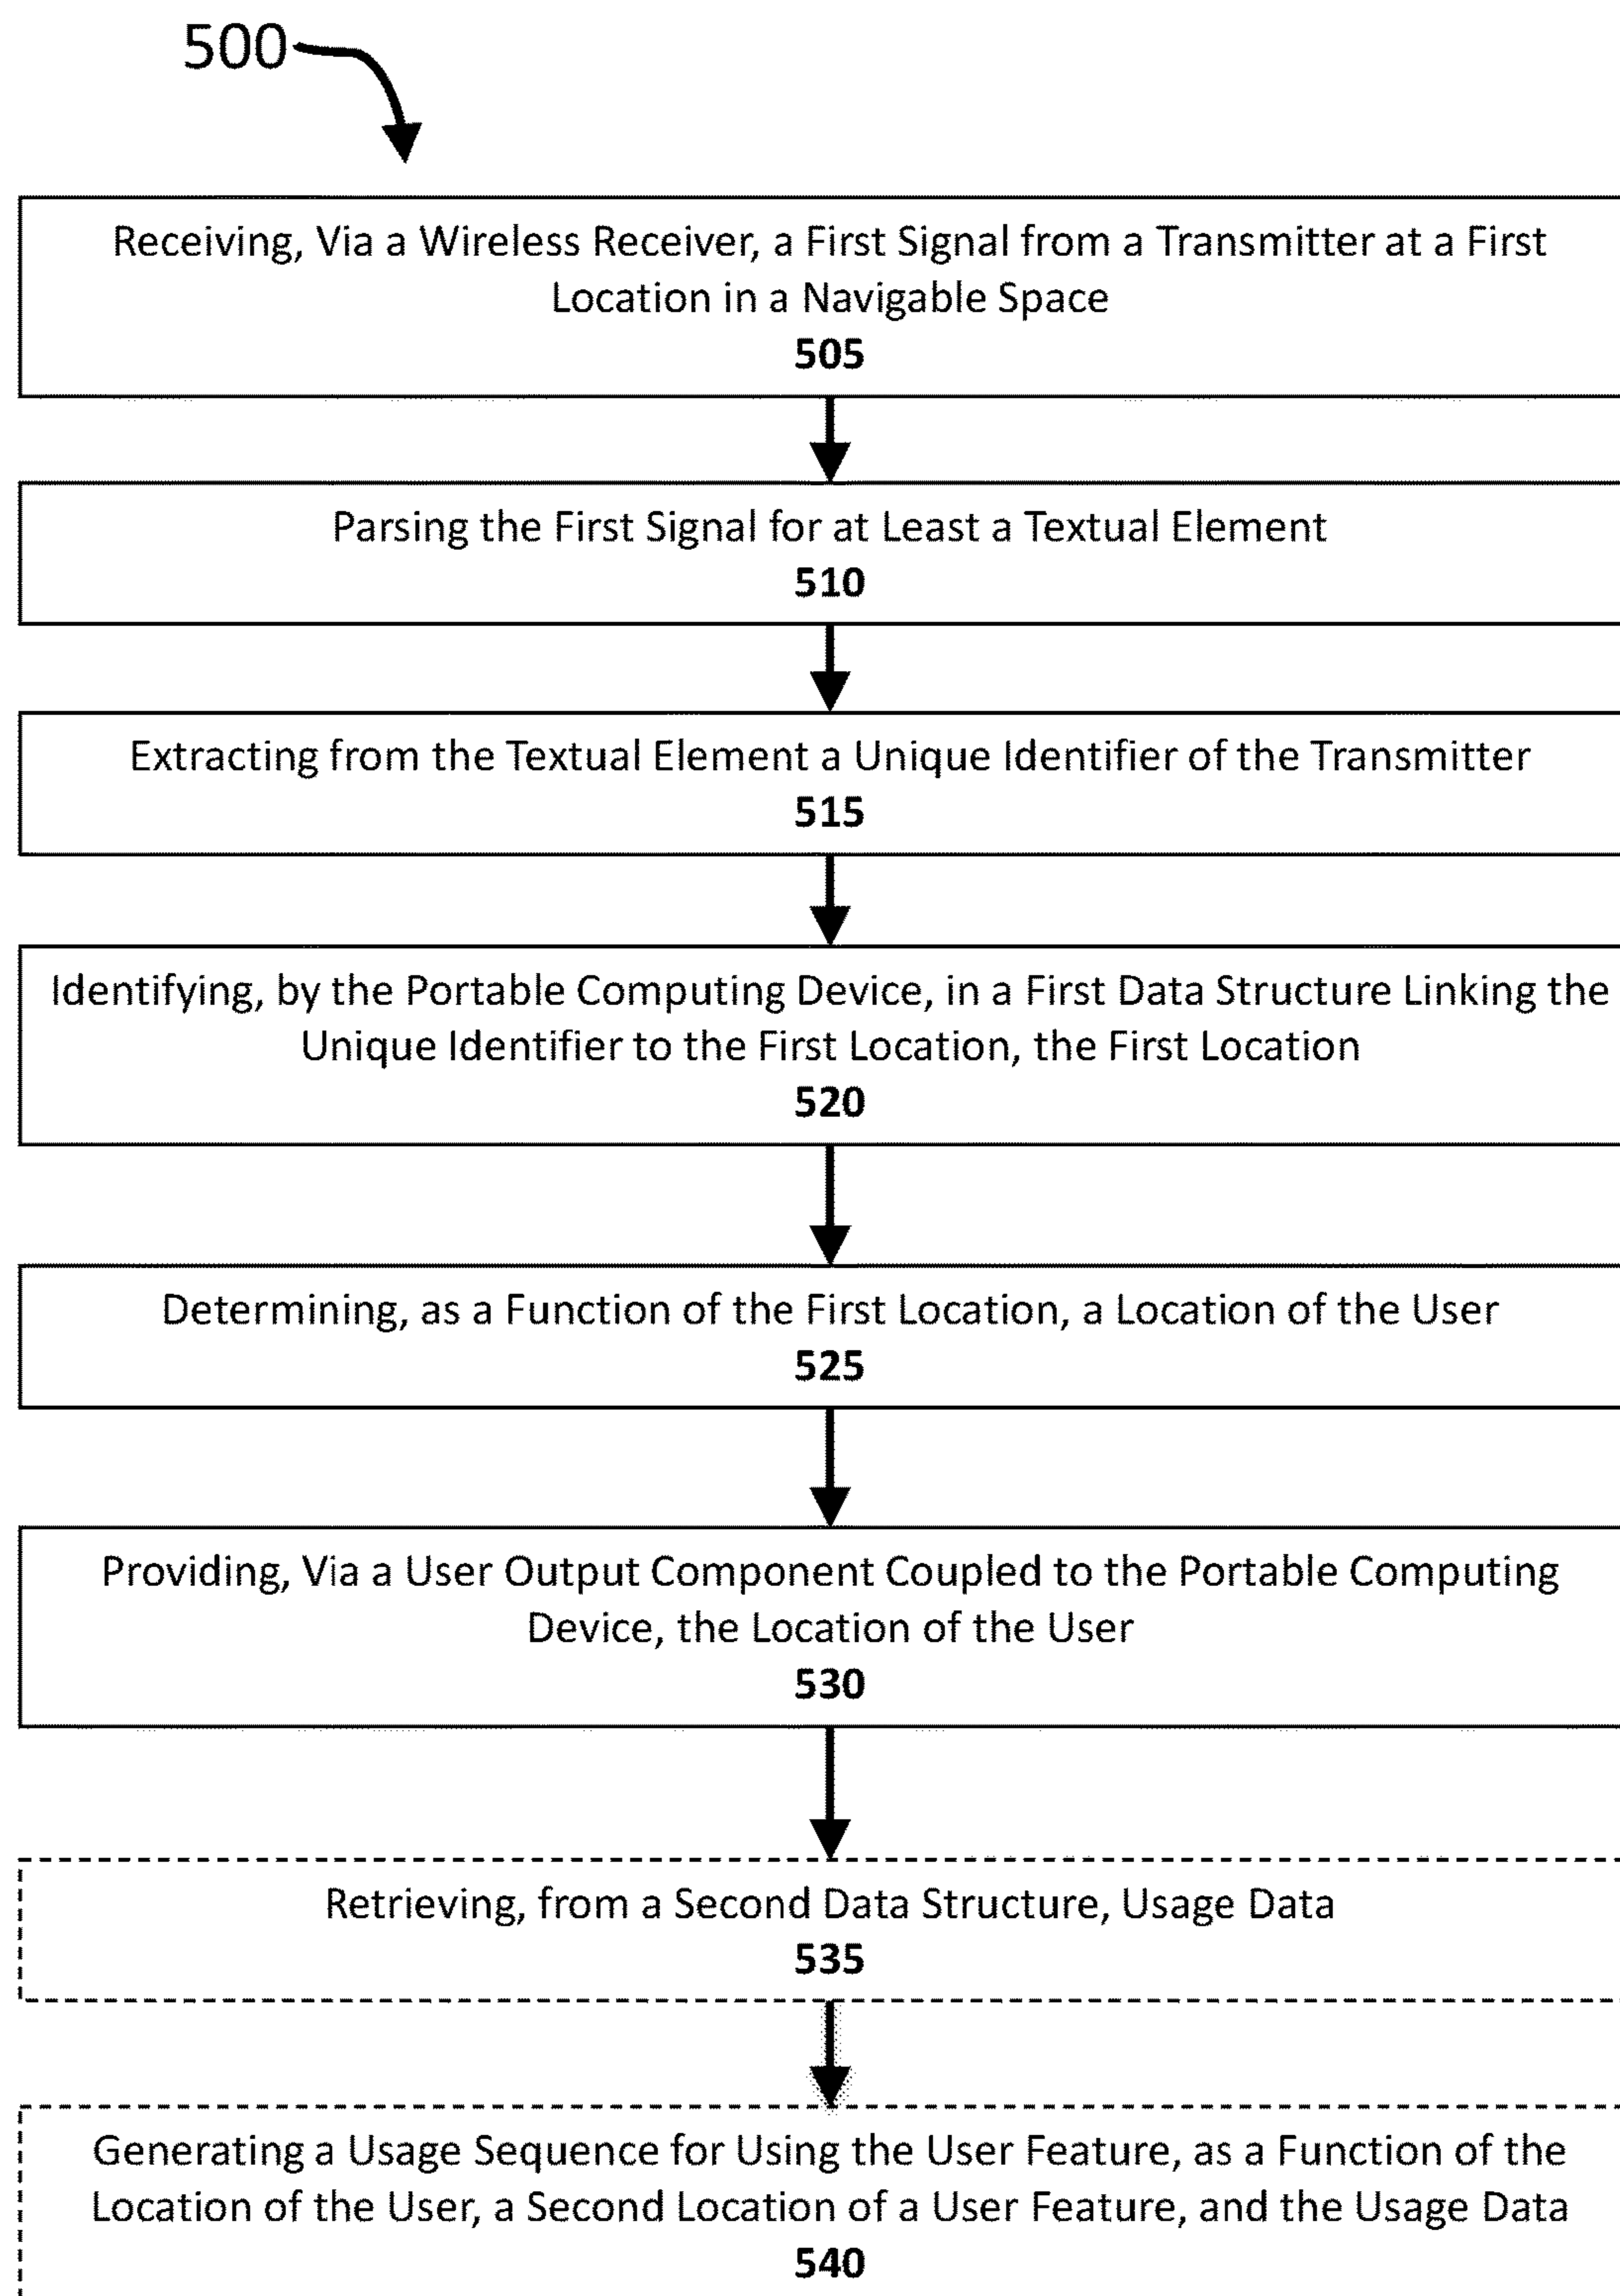 500
Receiving, Via a Wireless Receiver, a First Signal from a Transmitter at a First
Location in a Navigable Space
505
Parsing the First Signal for at Least a Textual Element
510
Extracting from the Textual Element a Unique Identifier of the Transmitter
515
Identifying, by the Portable Computing Device, in a First Data Structure Linking the
Unique Identifier to the First Location, the First Location
520
Determining, as a Function of the First Location, a Location of the User
525
Providing, Via a User Output Component Coupled to the Portable Computing
Device, the Location of the User
530
Retrieving, from a Second Data Structure, Usage Data
535
Generating a Usage Sequence for Using the User Feature, as a Function of the
Location of the User, a Second Location of a User Feature, and the Usage Data
540